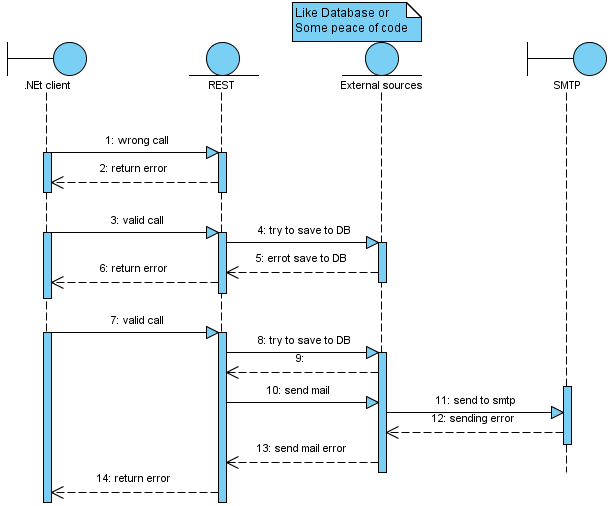 Like Database or
Some peace of code
.NEt client
REST
External sources
SMTP
1: wrong call
2: return error
3: valid call
4: try to save to DB
5: errot save to DB
6: return error
7: valid call
8: try to save to DB
9:
10: send mail
11: send to smtp
12: sending error
13: send mail error
14: return error